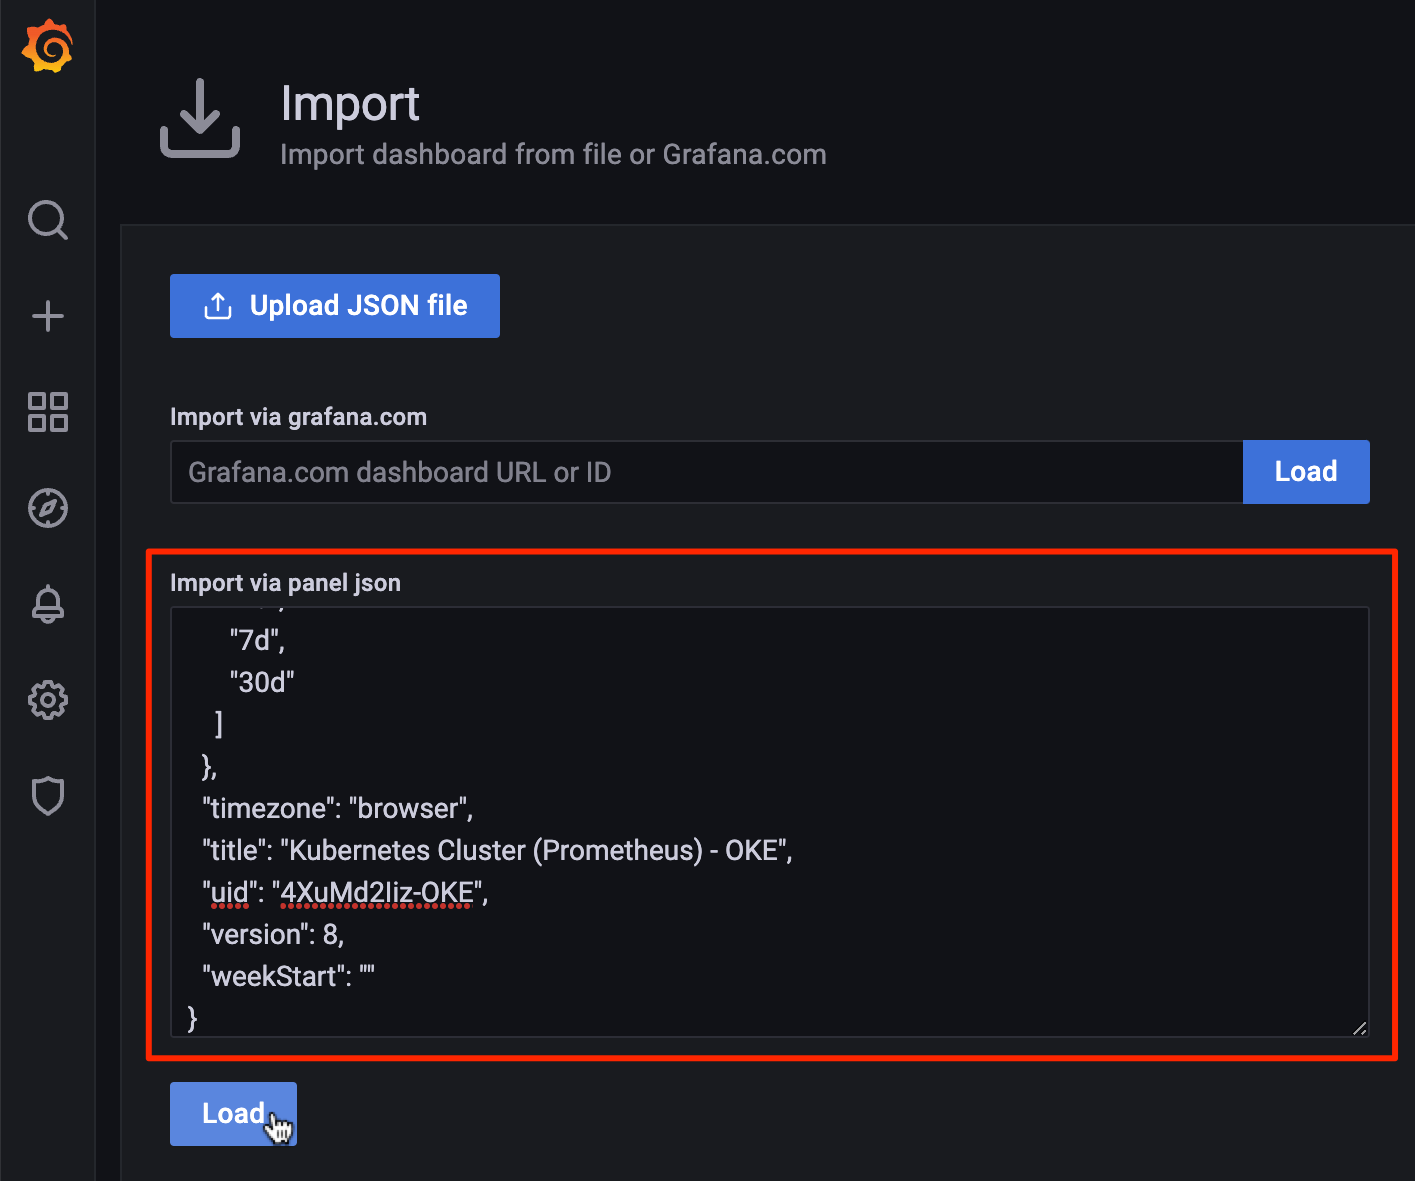 Import
Import dashboard from file or Grafana.com
Upload JSON file
Import via grafana.com
Grafana.com dashboard URL or ID
Load
Import via panel json
"7d",
"30d"
]
},
"timezone": "browser",
"title": "Kubernetes Cluster (Prometheus) - OKE",
"uid": "4XuMd2Iiz-OKE",
"version": 8,
"weekStart": ""
}
Load